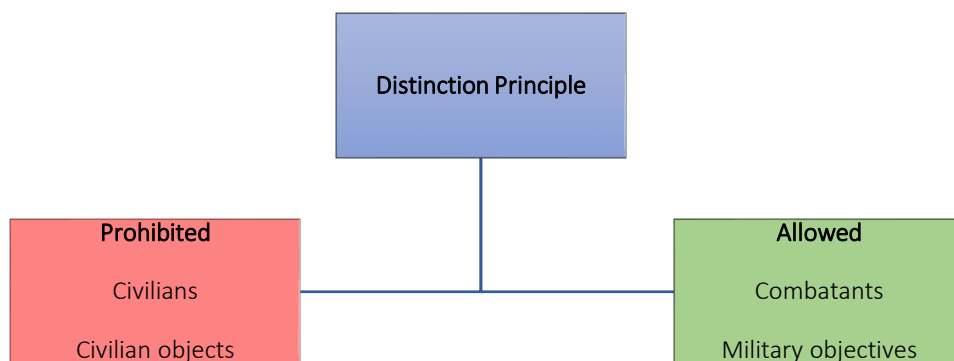 Distinction Principle
Prohibited
Civilians
Civilian objects
Allowed
Combatants
Military objectives